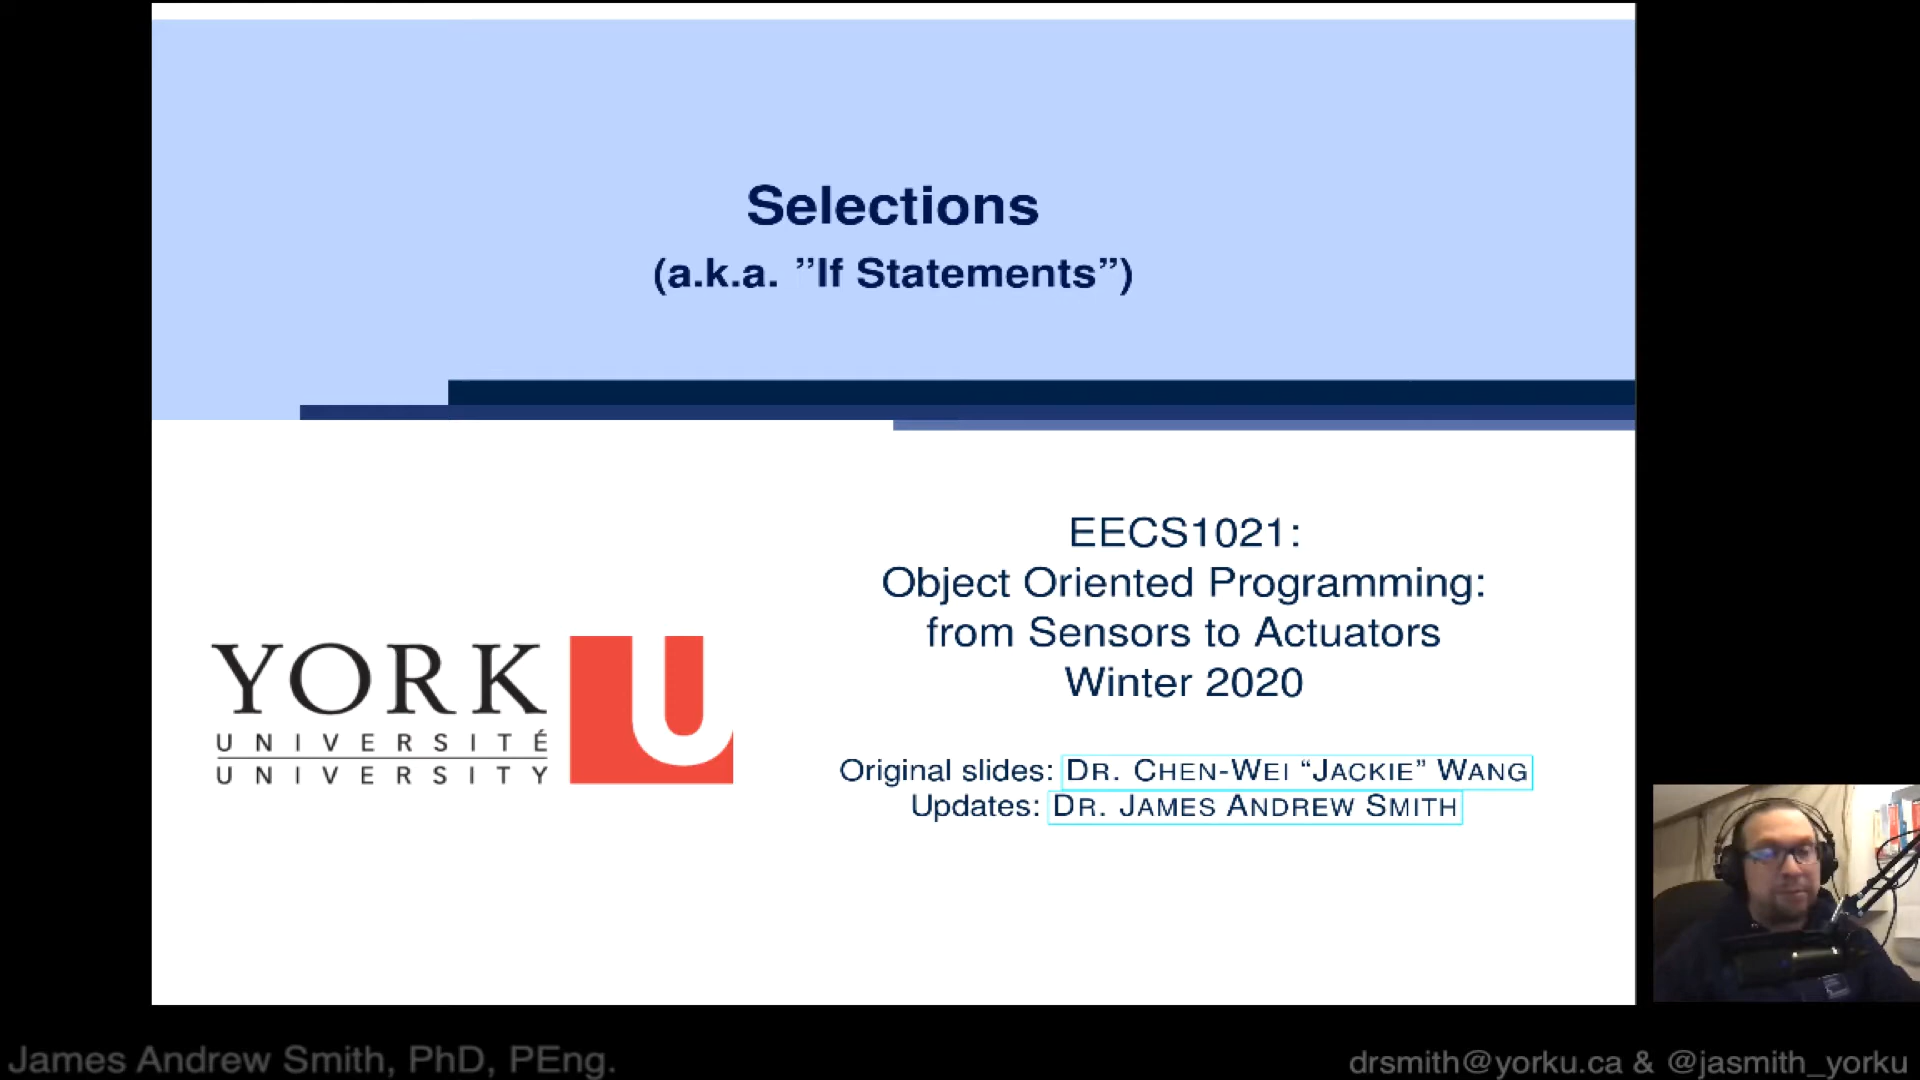 Selections
(a.k.a. ”If Statements”)
EECS1021:
Object Oriented Programming:
from Sensors to Actuators
Winter 2020
YORK U
UNIVERSITÉ
UNIVERSITY
Original slides: DR. CHEN-WEI “JACKIE” WANG
Updates: DR. JAMES ANDREW SMITH
James Andrew Smith, PhD, PEng.
drsmith@yorku.ca & @jasmith_yorku